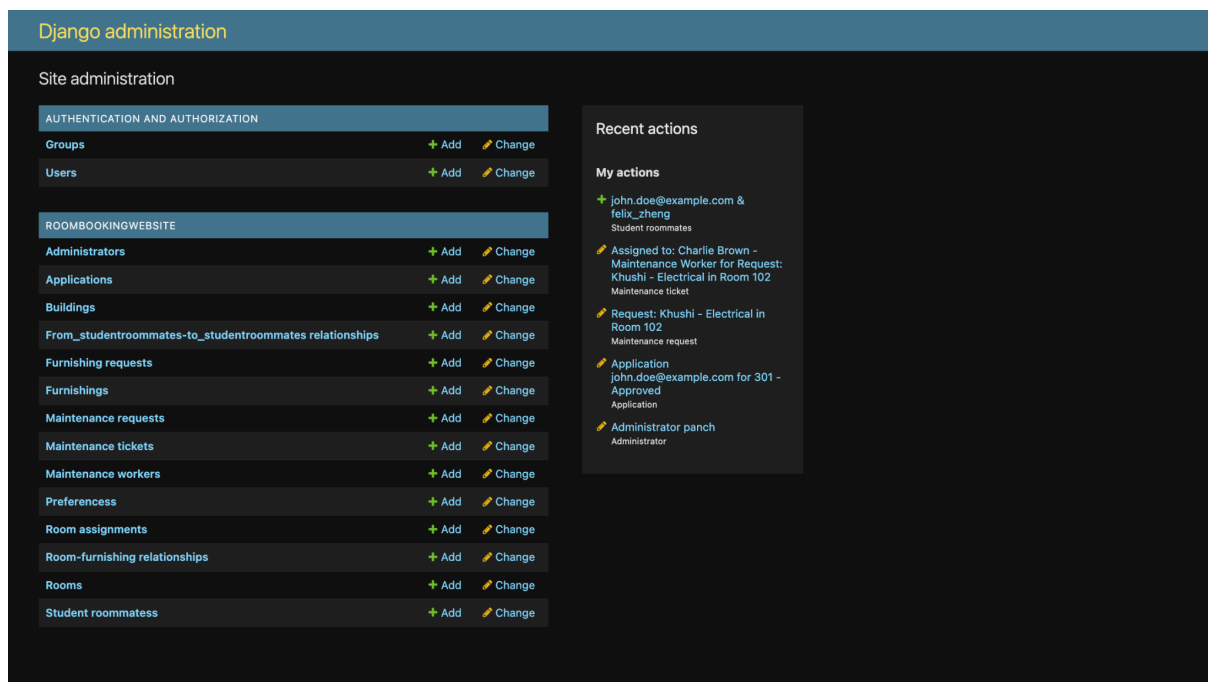 Django administration
Site administration
AUTHENTICATION AND AUTHORIZATION
Groups Add Change
Users Add Change
ROOMBOOKINGWEBSITE
Administrators Add Change
Applications Add Change
Buildings Add Change
From_studentroommates-to_studentroommates relationships Add Change
Furnishing requests Add Change
Furnishings Add Change
Maintenance requests Add Change
Maintenance tickets Add Change
Maintenance workers Add Change
Preferencess Add Change
Room assignments Add Change
Room-furnishing relationships Add Change
Rooms Add Change
Student roommatess Add Change
Recent actions
My actions
john.doe@example.com &
felix_zheng
Student roommates
Assigned to: Charlie Brown -
Maintenance Worker for Request:
Khushi - Electrical in Room 102
Maintenance ticket
Request: Khushi - Electrical in
Room 102
Maintenance request
Application
john.doe@example.com for 301 -
Approved
Application
Administrator panch
Administrator